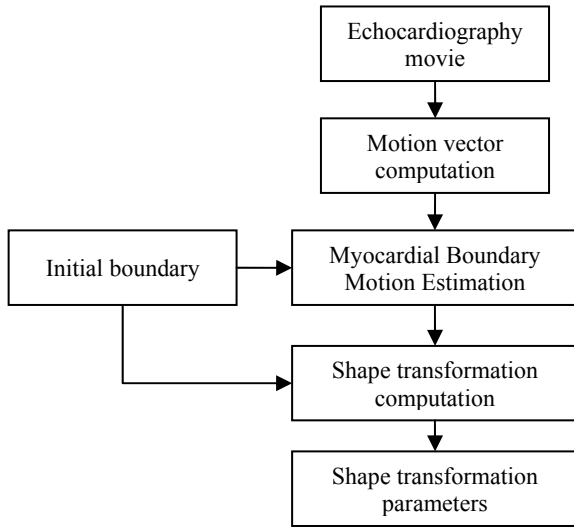 Echocardiography
movie
Motion vector
computation
Initial boundary
Myocardial Boundary
Motion Estimation
Shape transformation
computation
Shape transformation
parameters